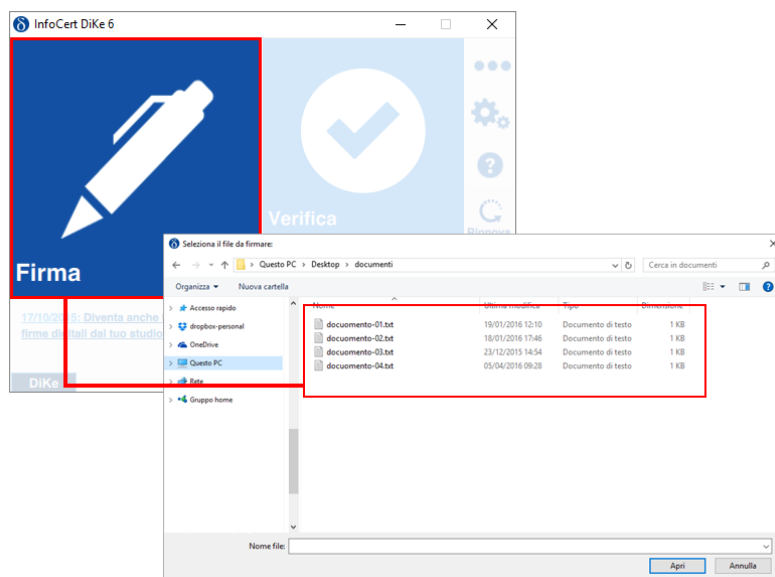 InfoCert DiKe 6
Firma
Verifica
Rinnova
17/10/2015: Diventa anche
firme digitali dal tuo studio
DiKe
Seleziona il file da firmare:
Questo PC > Desktop > documenti
Cerca in documenti
Organizza
Nuova cartella
Nome
Ultima modifica
Tipo
Dimensione
Accesso rapido
dropbox-personal
OneDrive
Questo PC
Rete
Gruppo home
docuomento-01.txt 19/01/2016 12:10 Documento di testo 1 KB
docuomento-02.txt 18/01/2016 17:46 Documento di testo 1 KB
docuomento-03.txt 23/12/2015 14:54 Documento di testo 1 KB
docuomento-04.txt 05/04/2016 09:28 Documento di testo 1 KB
Nome file:
Apri
Annulla